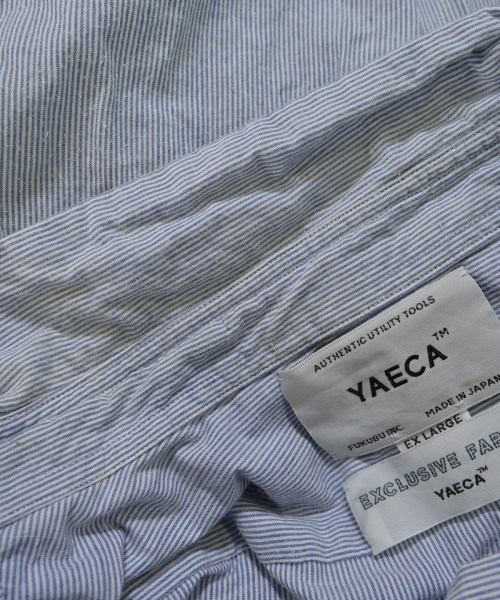 AUTHENTIC UTILITY TOOLS
YAECA™
FUKUBU INC. MADE IN JAPAN
EX LARGE
EXCLUSIVE FAB
YAECA™